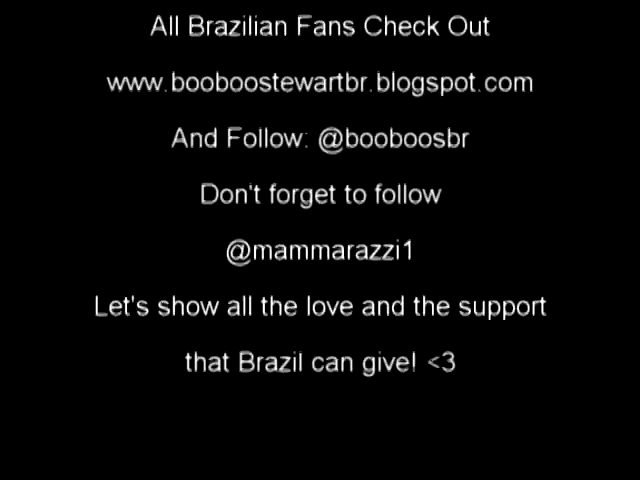 All Brazilian Fans Check Out
www.booboostewartbr.blogspot.com
And Follow: @booboosbr
Don't forget to follow
@mammarazzi1
Let's show all the love and the support
that Brazil can give! <3